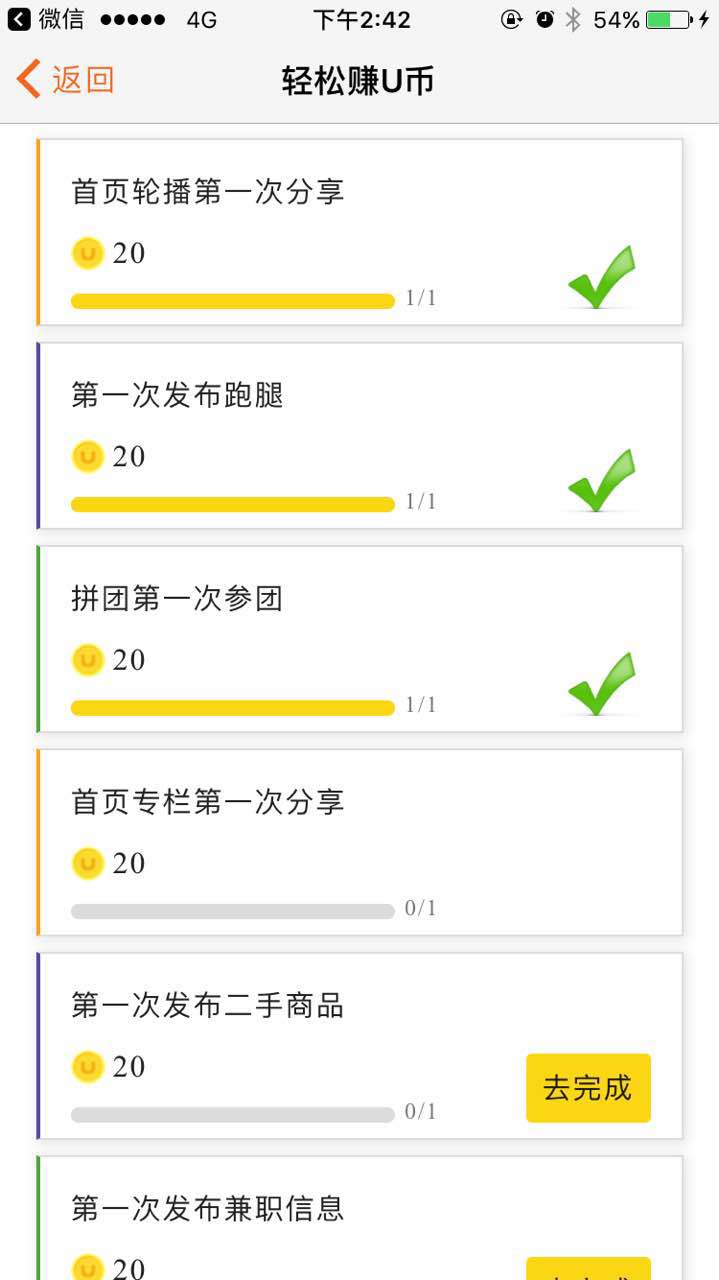 微信 4G 下午2:42 54%
返回 轻松赚U币
首页轮播第一次分享
20
1/1
第一次发布跑腿
20
1/1
拼团第一次参团
20
1/1
首页专栏第一次分享
20
0/1
第一次发布二手商品
20
去完成
0/1
第一次发布兼职信息
20